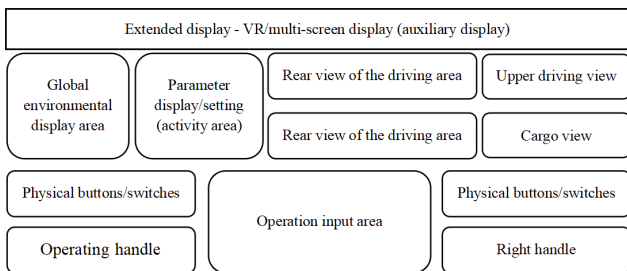 Extended display - VR/multi-screen display (auxiliary display)
Global
environmental
display area
Parameter
display/setting
(activity area)
Rear view of the driving area
Upper driving view
Rear view of the driving area
Cargo view
Physical buttons/switches
Operation input area
Physical buttons/switches
Operating handle
Right handle